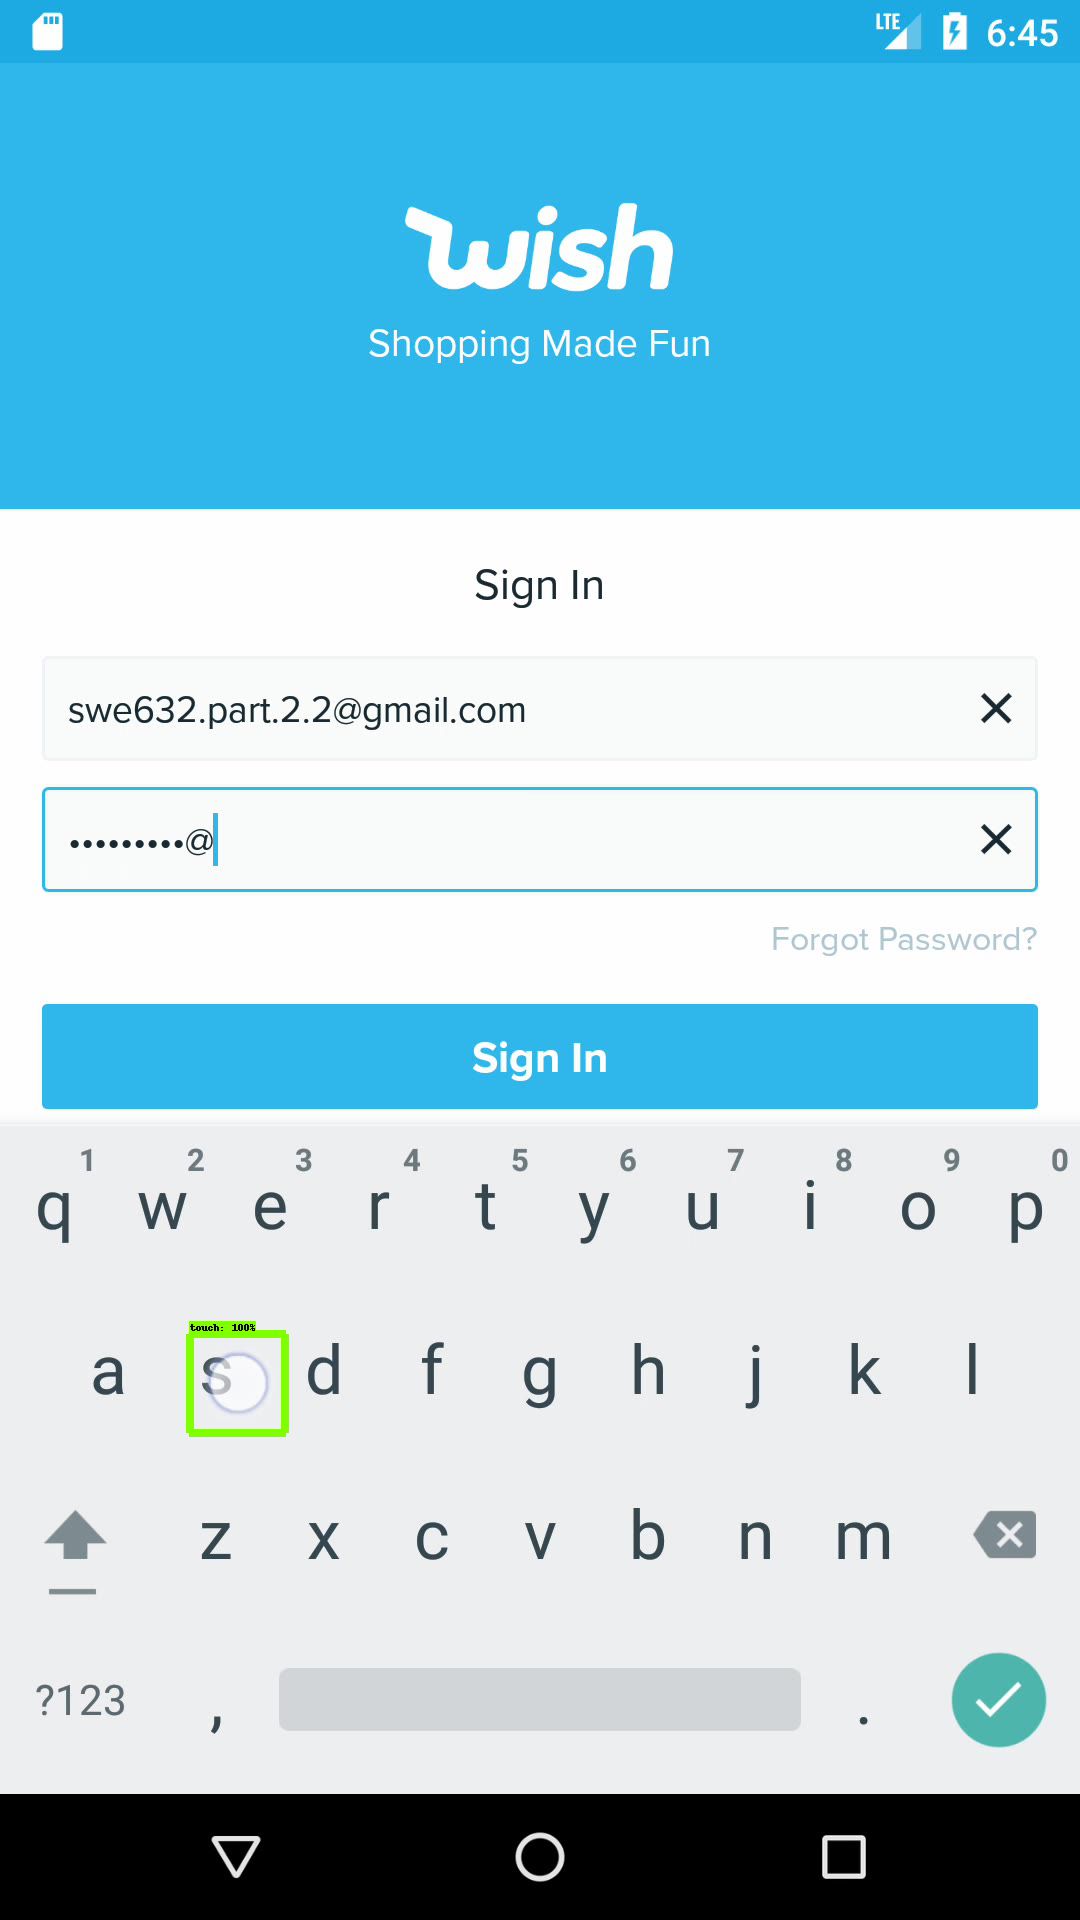 LTE 6:45
wish
Shopping Made Fun
Sign In
swe632.part.2.2@gmail.com
•••••••••@
Forgot Password?
Sign In
1 2 3 4 5 6 7 8 9 0
q w e r t y u i o p
touch: 100%
a s d f g h j k l
z x c v b n m
?123 , .